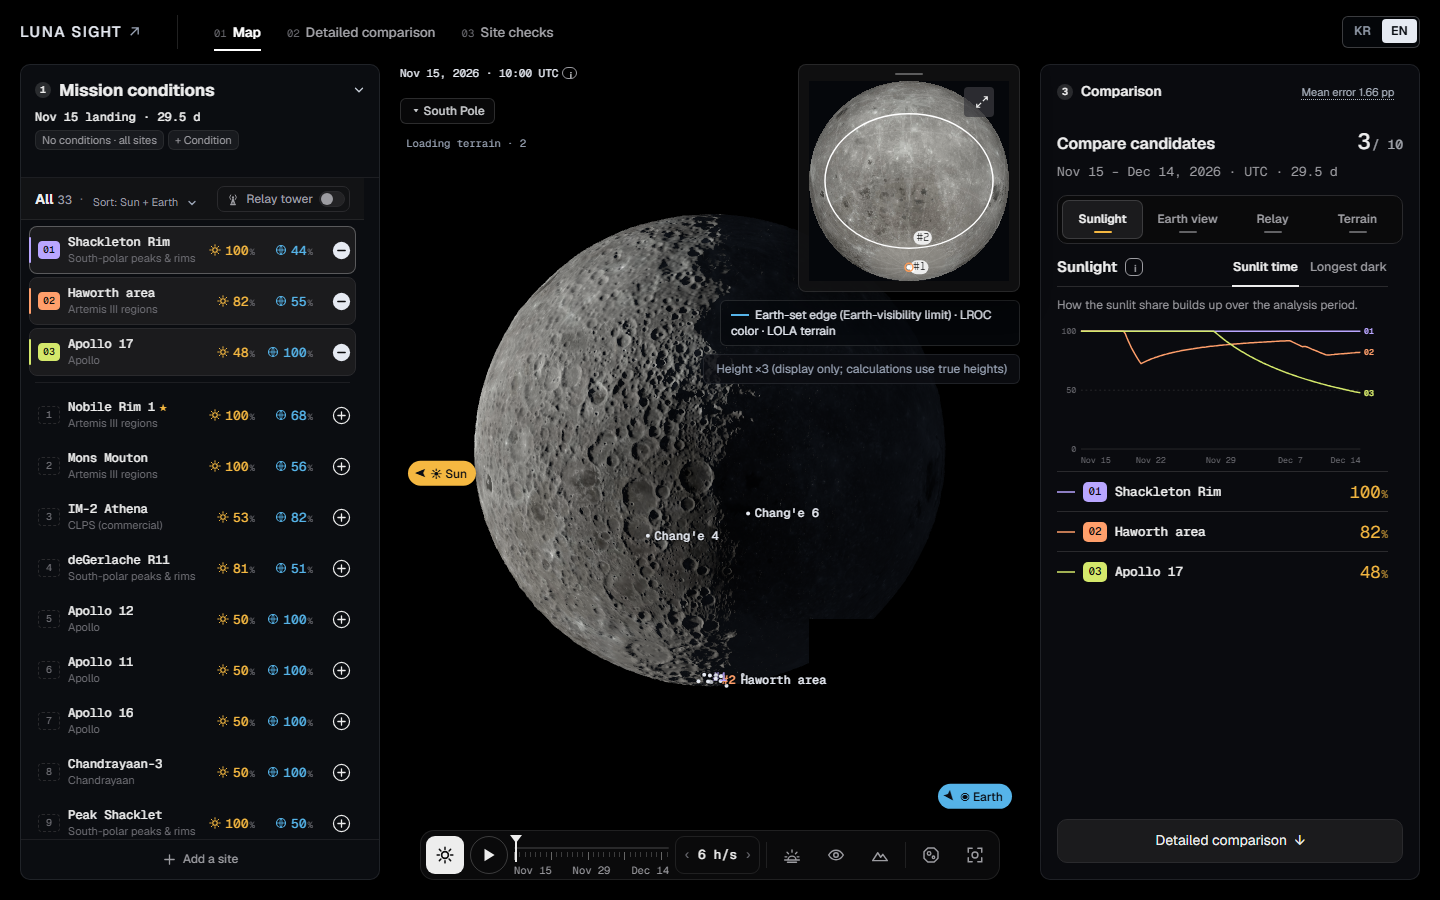 LUNA SIGHT
01 Map
02 Detailed comparison
03 Site checks
KR EN
1 Mission conditions
Nov 15 landing · 29.5 d
No conditions · all sites
+ Condition
All 33 · Sort: Sun + Earth
Relay tower
01 Shackleton Rim 100% 44%
South-polar peaks & rims
02 Haworth area 82% 55%
Artemis III regions
03 Apollo 17 48% 100%
Apollo
1 Nobile Rim 1 ★ 100% 68%
Artemis III regions
2 Mons Mouton 100% 56%
Artemis III regions
3 IM-2 Athena 53% 82%
CLPS (commercial)
4 deGerlache R11 81% 51%
South-polar peaks & rims
5 Apollo 12 50% 100%
Apollo
6 Apollo 11 50% 100%
Apollo
7 Apollo 16 50% 100%
Apollo
8 Chandrayaan-3 50% 100%
Chandrayaan
9 Peak Shacklet 100% 50%
South-polar peaks & rims
+ Add a site
Nov 15, 2026 · 10:00 UTC i
South Pole
Loading terrain · 2
#2
#1
Earth-set edge (Earth-visibility limit) · LROC
color · LOLA terrain
Height ×3 (display only; calculations use true heights)
Sun
Chang'e 6
Chang'e 4
#2 Haworth area
Earth
Nov 15 Nov 29 Dec 14
‹ 6 h/s ›
3 Comparison
Mean error 1.66 pp
Compare candidates 3 / 10
Nov 15 – Dec 14, 2026 · UTC · 29.5 d
Sunlight Earth view Relay Terrain
Sunlight i
Sunlit time Longest dark
How the sunlit share builds up over the analysis period.
100
50
0
01
02
03
Nov 15 Nov 22 Nov 29 Dec 7 Dec 14
01 Shackleton Rim 100%
02 Haworth area 82%
03 Apollo 17 48%
Detailed comparison ↓